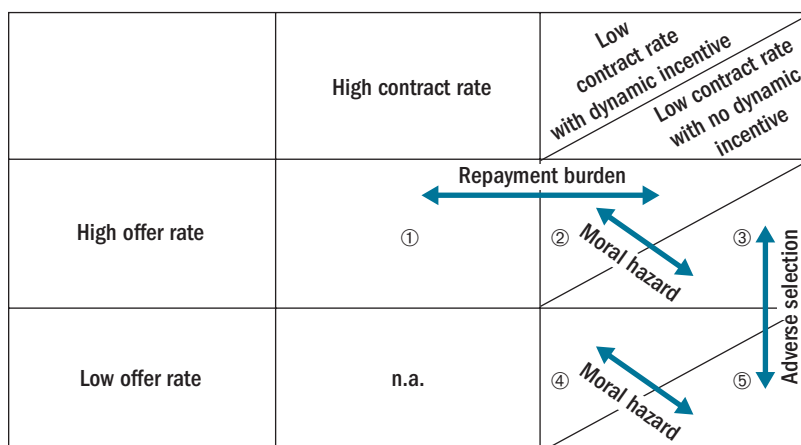 High contract rate
Low
contract rate
with dynamic incentive
Low contract rate
with no dynamic
incentive
Repayment burden
High offer rate
①
②
Moral hazard
③
Adverse selection
Low offer rate
n.a.
④
Moral hazard
⑤